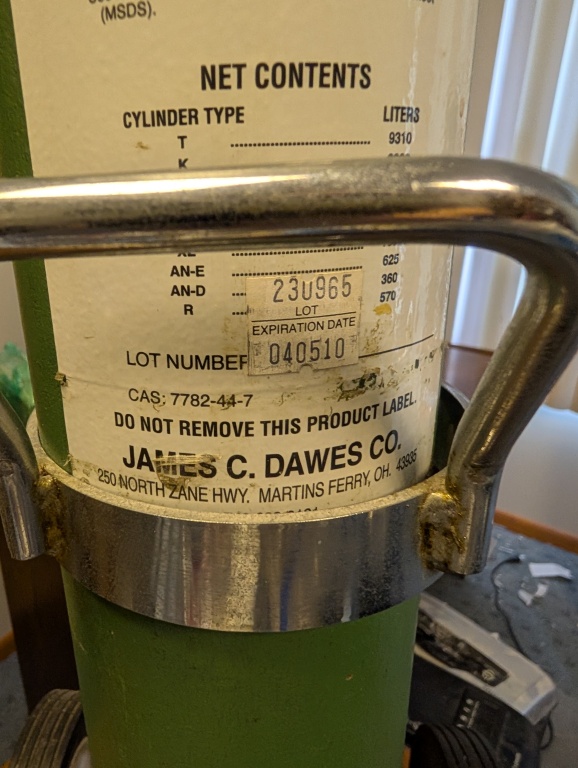 (MSDS).
NET CONTENTS
CYLINDER TYPE LITERS
T ........................ 9310
K
AN-E ........................ 625
AN-D ... 360
R ... 570
230965
LOT
EXPIRATION DATE
040510
LOT NUMBER
CAS: 7782-44-7
DO NOT REMOVE THIS PRODUCT LABEL.
JAMES C. DAWES CO.
250 NORTH ZANE HWY. MARTINS FERRY, OH. 43935